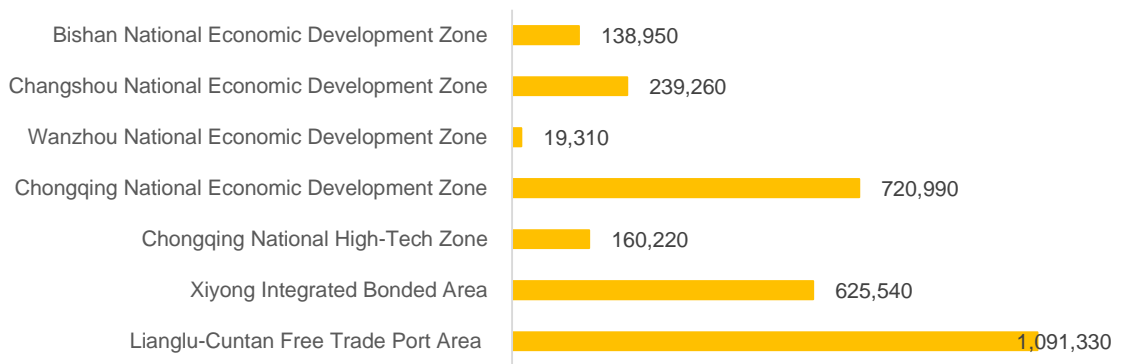 Bishan National Economic Development Zone 138,950
Changshou National Economic Development Zone 239,260
Wanzhou National Economic Development Zone 19,310
Chongqing National Economic Development Zone 720,990
Chongqing National High-Tech Zone 160,220
Xiyong Integrated Bonded Area 625,540
Lianglu-Cuntan Free Trade Port Area 1,091,330